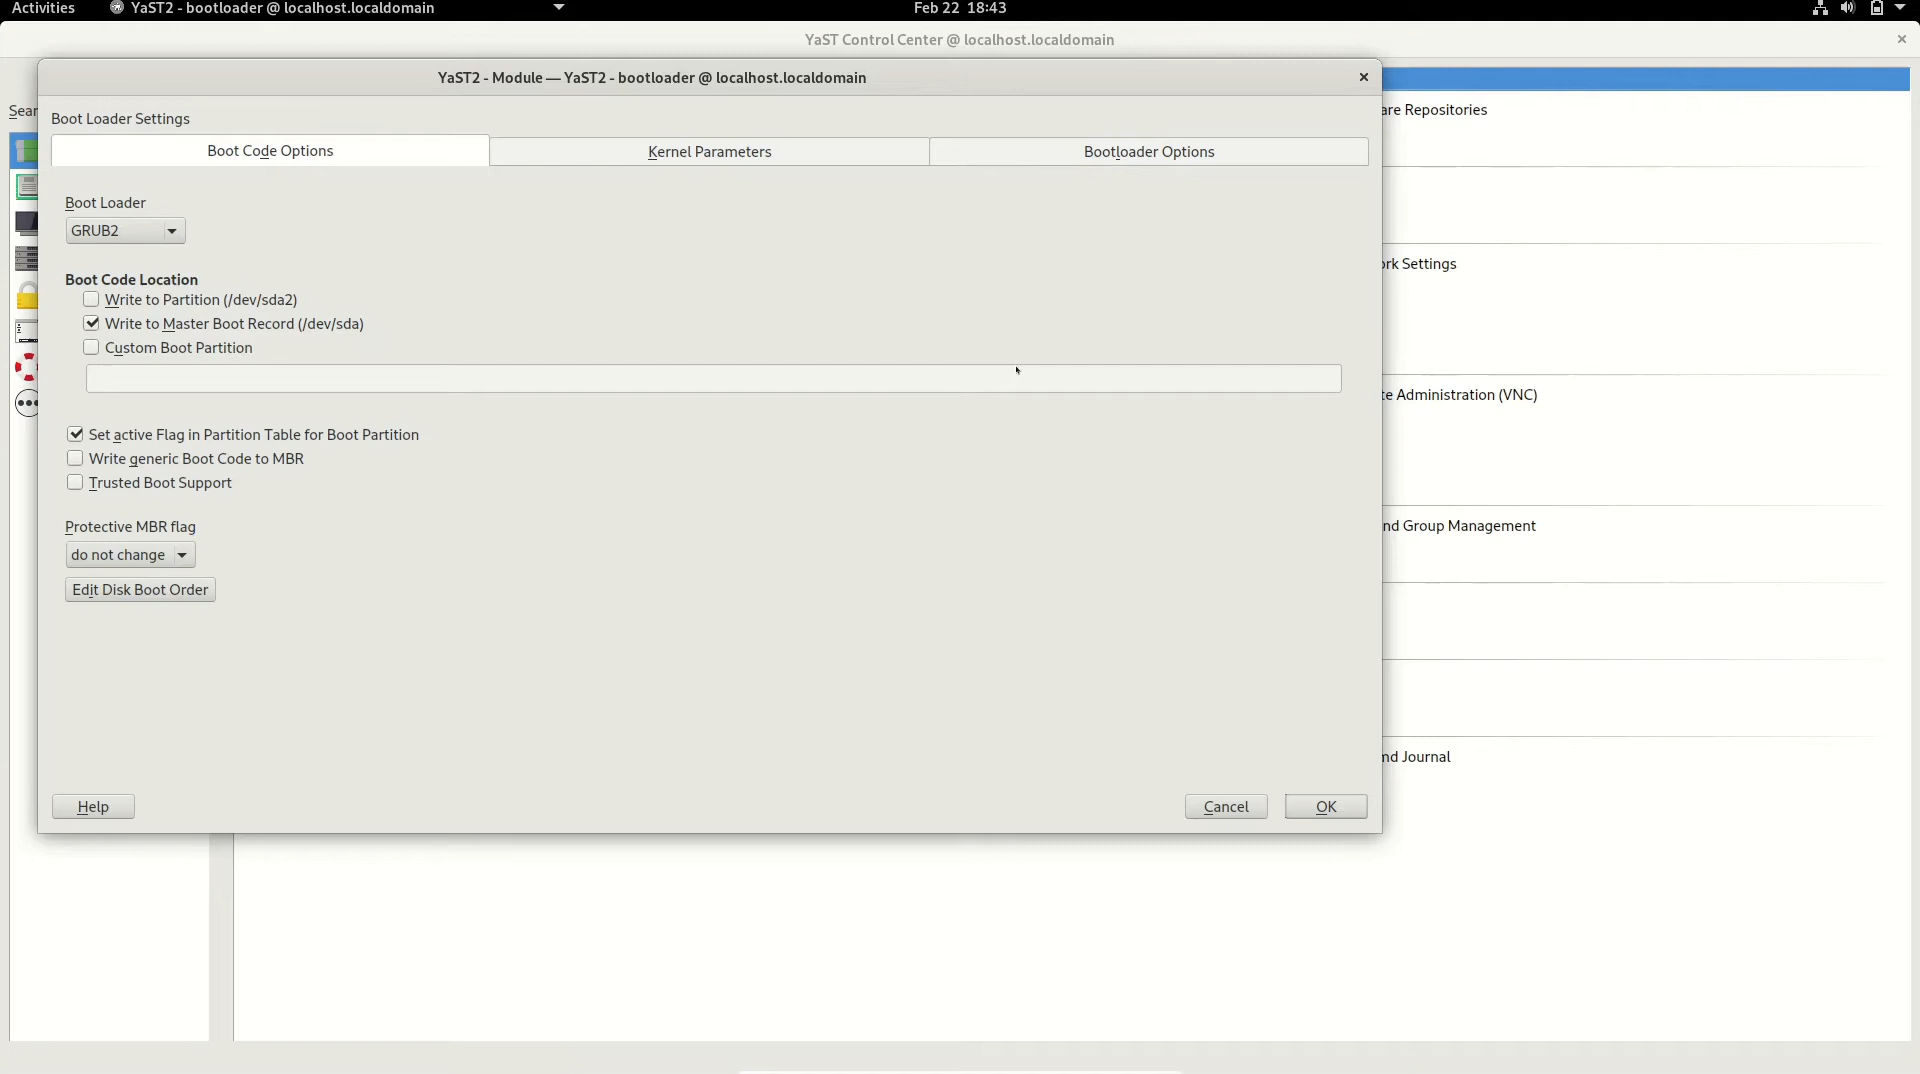 Activities
YaST2 - bootloader @ localhost.localdomain
Feb 22 18:43
YaST Control Center @ localhost.localdomain
YaST2 - Module — YaST2 - bootloader @ localhost.localdomain
Sear
Boot Loader Settings
Boot Code Options
Kernel Parameters
Bootloader Options
Boot Loader
GRUB2
Boot Code Location
Write to Partition (/dev/sda2)
Write to Master Boot Record (/dev/sda)
Custom Boot Partition
Set active Flag in Partition Table for Boot Partition
Write generic Boot Code to MBR
Trusted Boot Support
Protective MBR flag
do not change
Edit Disk Boot Order
Help
Cancel
OK
are Repositories
ork Settings
te Administration (VNC)
nd Group Management
md Journal